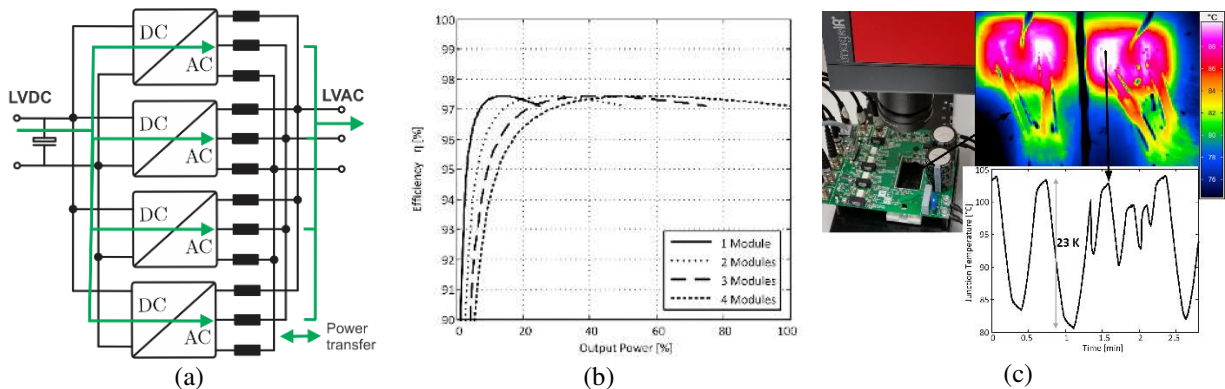 (a)
LVDC
DC
AC
DC
AC
DC
AC
DC
AC
LVAC
Power
transfer
(b)
Efficiency η [%]
100
99
98
97
96
95
94
93
92
91
90
0
20
40
60
80
100
Output Power [%]
1 Module
2 Modules
3 Modules
4 Modules
(c)
imageIR
°C
88
86
84
82
80
78
76
Junction Temperature [°C]
105
100
95
90
85
80
23 K
0
0.5
1
1.5
2
2.5
Time [min]